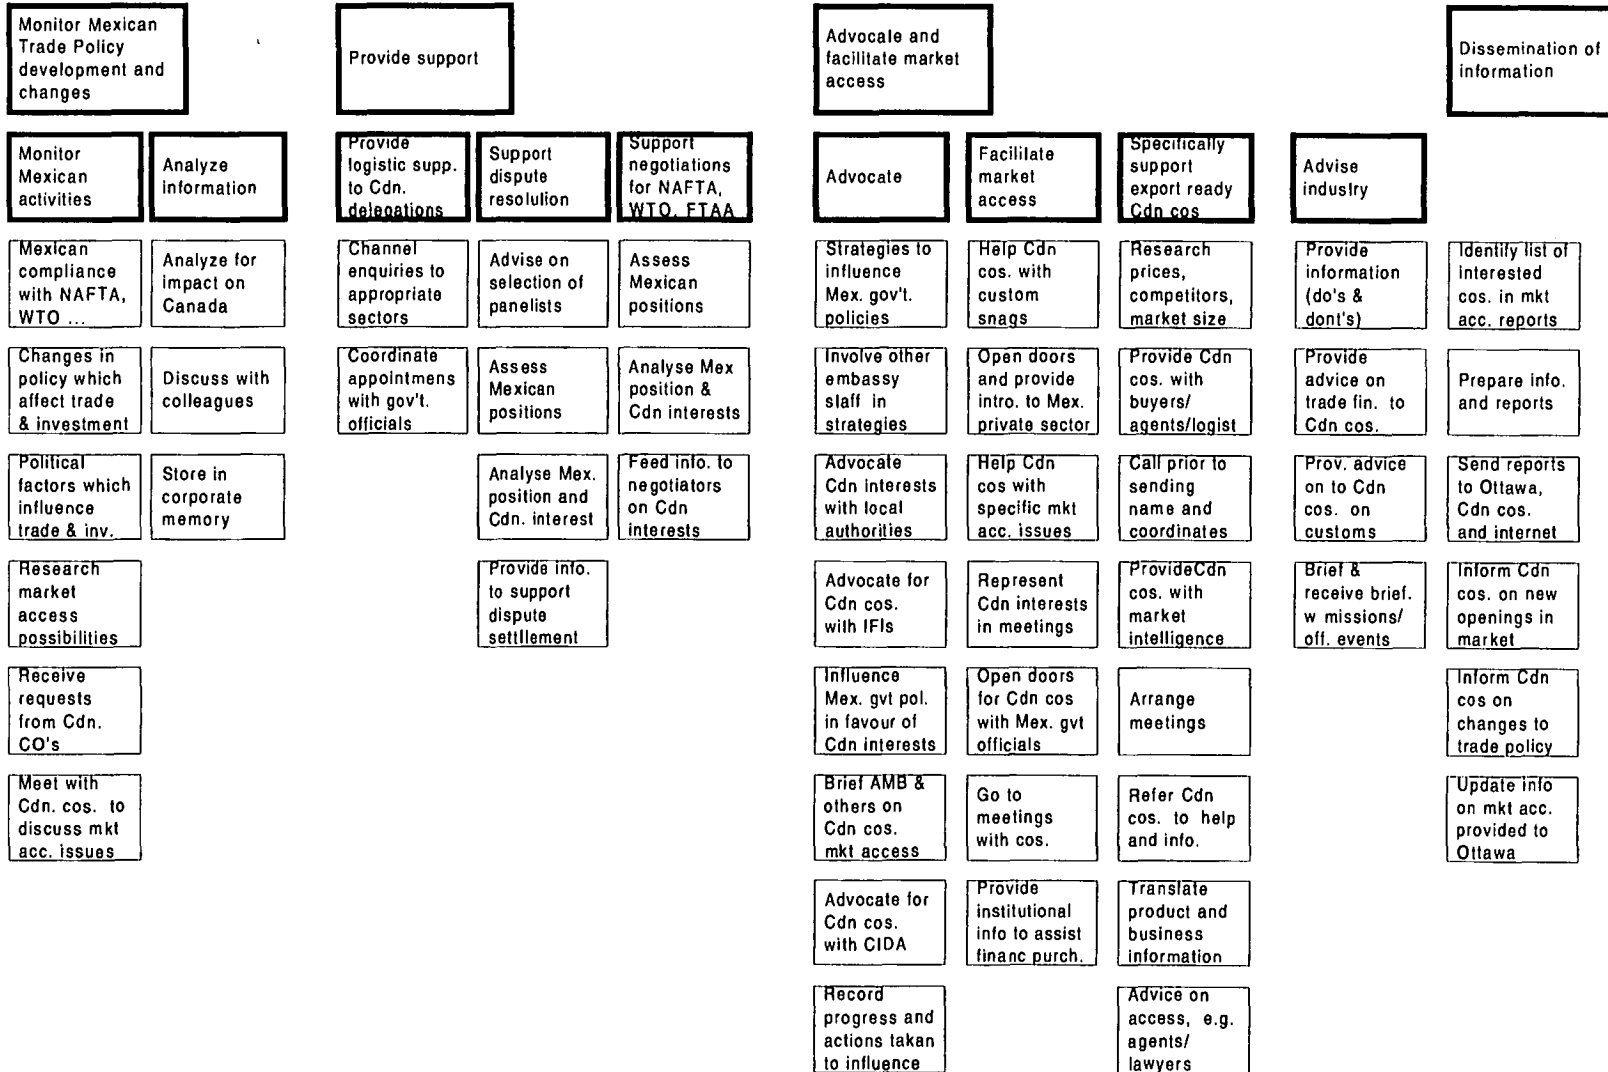 Monitor Mexican
Trade Policy
development and
changes
Provide support
Advocate and
facilitate market
access
Dissemination of
information
Monitor
Mexican
activities
Analyze
information
Provide
logistic supp.
to Cdn.
delegations
Support
dispute
resolution
Support
negotiations
for NAFTA,
WTO, FTAA
Advocate
Facilitate
market
access
Specifically
support
export ready
Cdn cos
Advise
industry
Mexican
compliance
with NAFTA,
WTO ...
Analyze for
impact on
Canada
Channel
enquiries to
appropriate
sectors
Advise on
selection of
panelists
Assess
Mexican
positions
Strategies to
influence
Mex. gov't.
policies
Help Cdn
cos. with
custom
snags
Research
prices,
competitors,
market size
Provide
information
(do's &
dont's)
Identify list of
interested
cos. in mkt
acc. reports
Changes in
policy which
affect trade
& investment
Discuss with
colleagues
Coordinate
appointmens
with gov't.
officials
Assess
Mexican
positions
Analyse Mex
position &
Cdn interests
Involve other
embassy
staff in
strategies
Open doors
and provide
intro. to Mex.
private sector
Provide Cdn
cos. with
buyers/
agents/logist
Provide
advice on
trade fin. to
Cdn cos.
Prepare info.
and reports
Political
factors which
influence
trade & inv.
Store in
corporate
memory
Analyse Mex.
position and
Cdn. interest
Feed info. to
negotiators
on Cdn
interests
Advocate
Cdn interests
with local
authorities
Help Cdn
cos with
specific mkt
acc. issues
Call prior to
sending
name and
coordinates
Prov. advice
on to Cdn
cos. on
customs
Send reports
to Ottawa,
Cdn cos.
and internet
Research
market
access
possibilities
Provide info.
to support
dispute
settllement
Advocate for
Cdn cos.
with IFIs
Represent
Cdn interests
in meetings
ProvideCdn
cos. with
market
intelligence
Brief &
receive brief.
w missions/
off. events
Inform Cdn
cos. on new
openings in
market
Receive
requests
from Cdn.
CO's
Influence
Mex. gvt pol.
in favour of
Cdn interests
Open doors
for Cdn cos
with Mex. gvt
officials
Arrange
meetings
Inform Cdn
cos on
changes to
trade policy
Meet with
Cdn. cos. to
discuss mkt
acc. issues
Brief AMB &
others on
Cdn cos.
mkt access
Go to
meetings
with cos.
Refer Cdn
cos. to help
and info.
Update info
on mkt acc.
provided to
Ottawa
Advocate for
Cdn cos.
with CIDA
Provide
institutional
info to assist
financ purch.
Translate
product and
business
information
Record
progress and
actions takan
to influence
Advice on
access, e.g.
agents/
lawyers